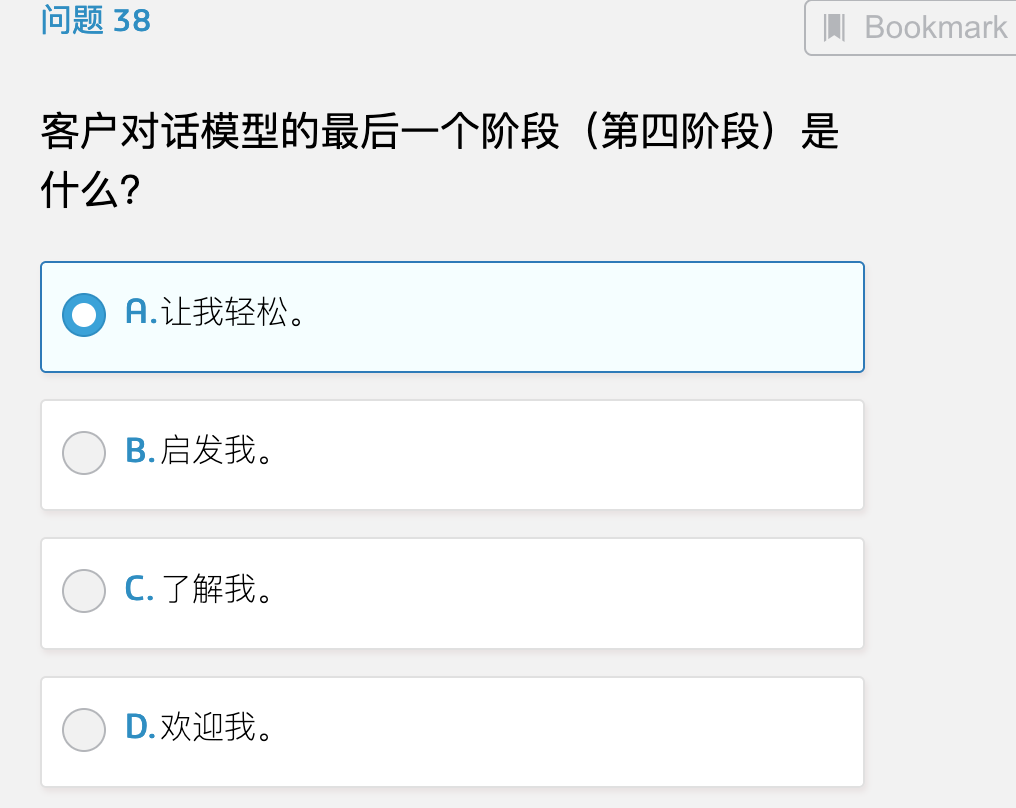 问题 38
Bookmark
客户对话模型的最后一个阶段（第四阶段）是
什么?
A.让我轻松。
B.启发我。
C.了解我。
D.欢迎我。